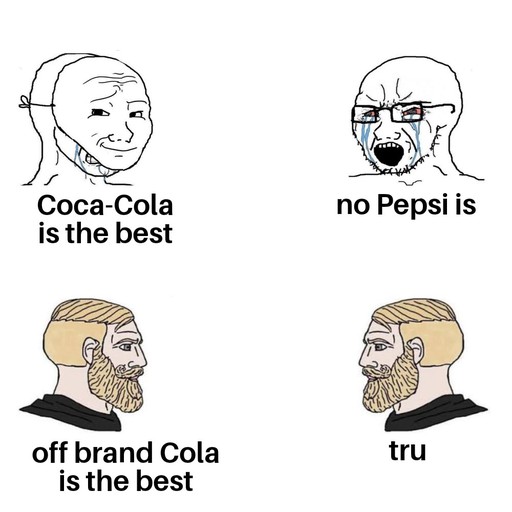 Coca-Cola
is the best
no Pepsi is
off brand Cola
is the best
tru